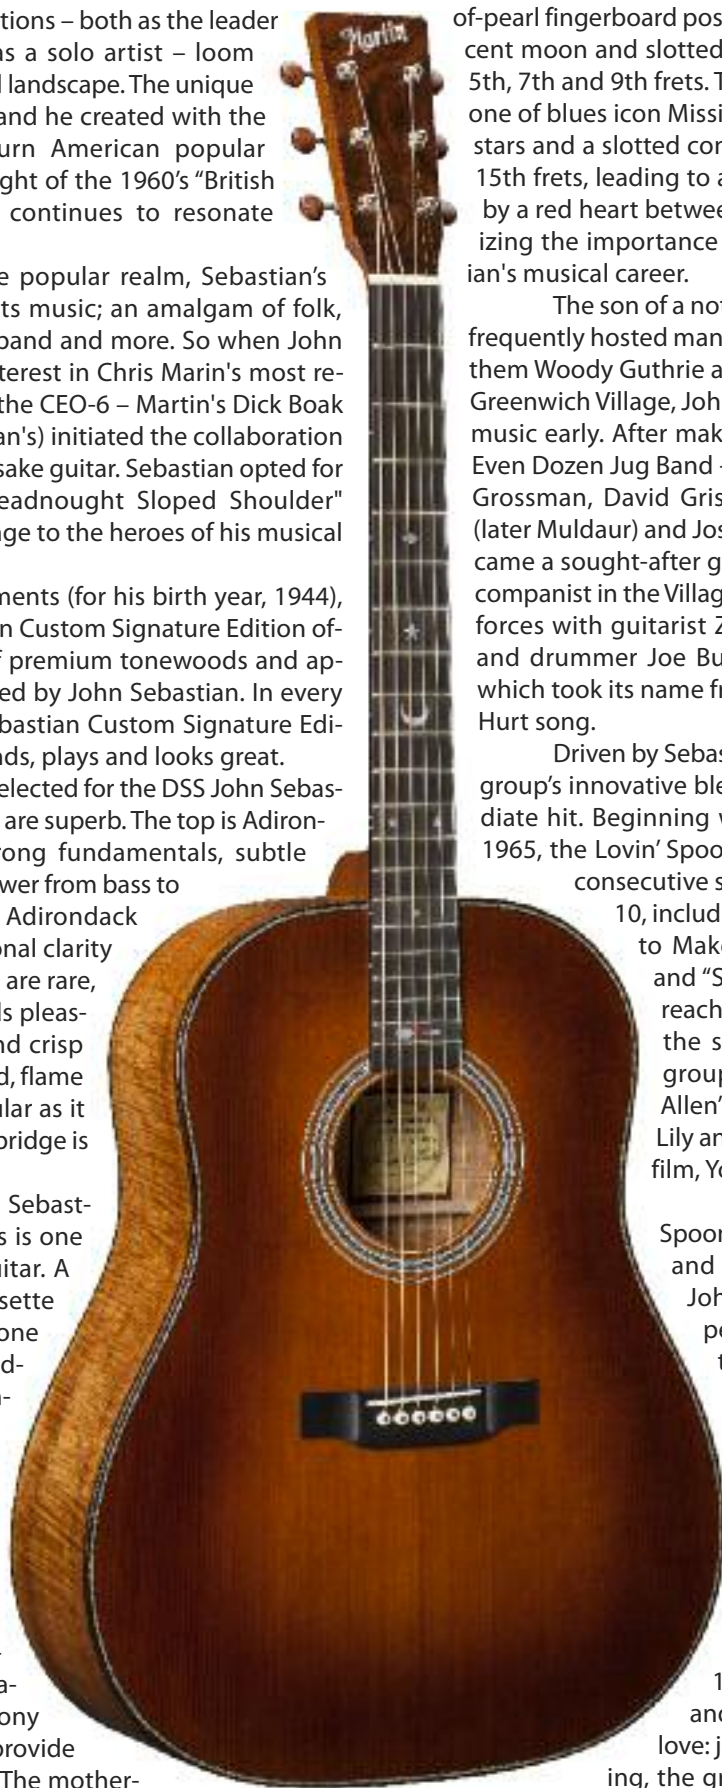 tions – both as the leader
as a solo artist – loom
landscape. The unique
and he created with the
urn American popular
ght of the 1960's "British
continues to resonate
e popular realm, Sebastian's
ts music; an amalgam of folk,
band and more. So when John
terest in Chris Marin's most re-
the CEO-6 – Martin's Dick Boak
an's) initiated the collaboration
sake guitar. Sebastian opted for
eadnought Sloped Shoulder"
ge to the heroes of his musical
ments (for his birth year, 1944),
n Custom Signature Edition of-
f premium tonewoods and ap-
ed by John Sebastian. In every
bastian Custom Signature Edi-
nds, plays and looks great.
elected for the DSS John Sebas-
are superb. The top is Adiron-
rong fundamentals, subtle
wer from bass to
Adirondack
onal clarity
are rare,
ls pleas-
nd crisp
d, flame
ular as it
bridge is
Sebast-
s is one
uitar. A
sette
one
d-
a-
ony
provide
The mother-
Martin
of-pearl fingerboard pos
cent moon and slotted
5th, 7th and 9th frets. T
one of blues icon Missi
stars and a slotted con
15th frets, leading to a
by a red heart betwee
izing the importance
ian's musical career.
The son of a not
frequently hosted man
them Woody Guthrie a
Greenwich Village, Joh
music early. After mak
Even Dozen Jug Band -
Grossman, David Gris
(later Muldaur) and Jos
came a sought-after g
companist in the Villag
forces with guitarist Z
and drummer Joe Bu
which took its name fr
Hurt song.
Driven by Sebas
group's innovative ble
diate hit. Beginning w
1965, the Lovin' Spoo
consecutive s
10, includ
to Make
and "S
reach
the s
group
Allen'
Lily an
film, Yo
Spoon
and
Joh
pe
t
1
and
love: j
ing, the gr